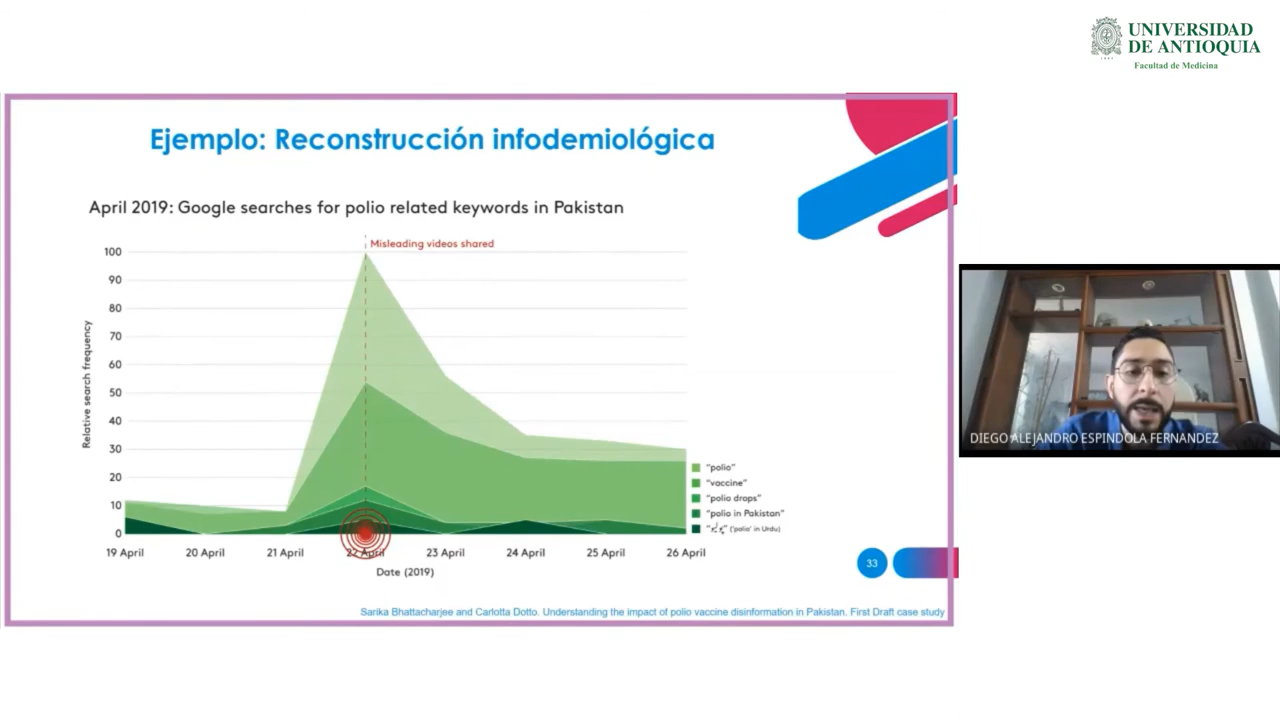 UNIVERSIDAD
DE ANTIOQUIA
Facultad de Medicina
Ejemplo: Reconstrucción infodemiológica
April 2019: Google searches for polio related keywords in Pakistan
Misleading videos shared
100
90
80
70
60
50
40
30
20
10
0
Relative search frequency
19 April
20 April
21 April
22 April
23 April
24 April
25 April
26 April
Date (2019)
"polio"
"vaccine"
"polio drops"
"polio in Pakistan"
"پولیو" ('polio' in Urdu)
33
Sarika Bhattacharjee and Carlotta Dotto. Understanding the impact of polio vaccine disinformation in Pakistan. First Draft case study
DIEGO ALEJANDRO ESPINDOLA FERNANDEZ